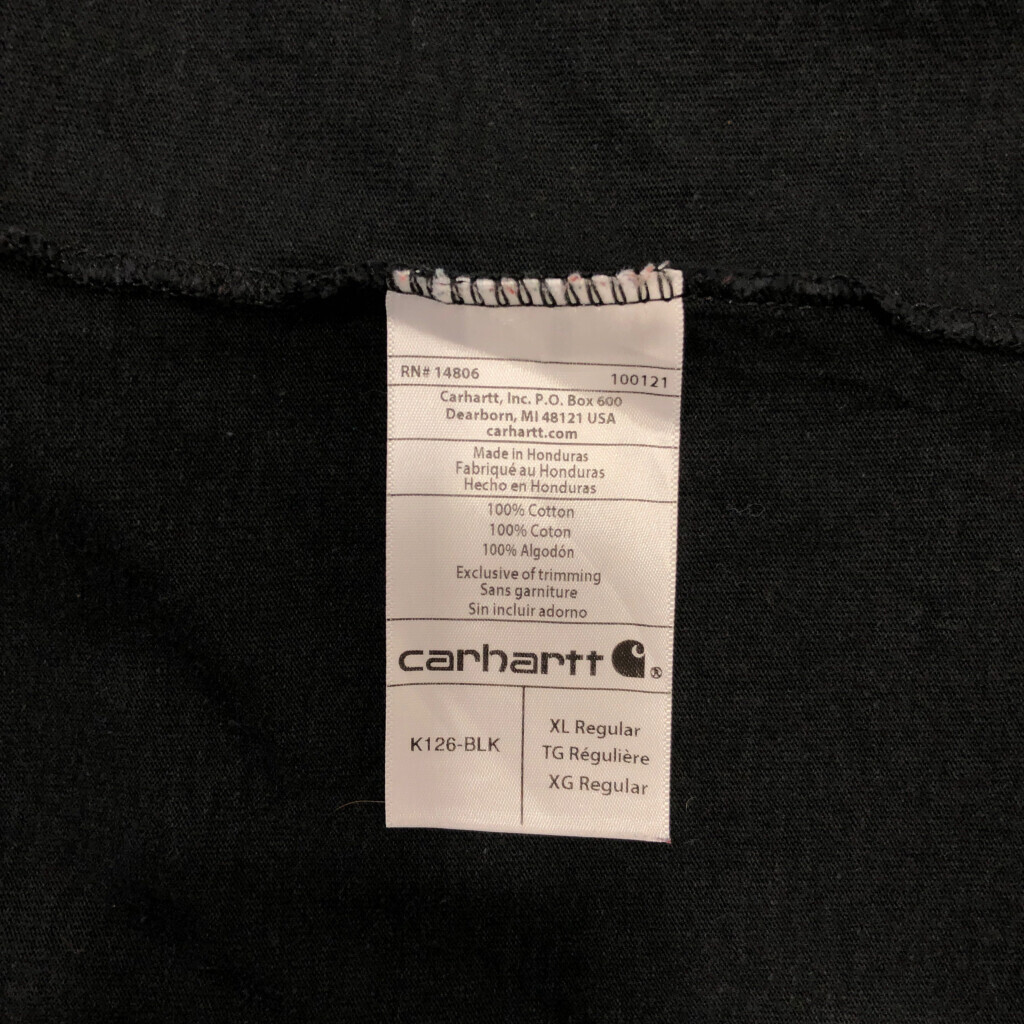 RN# 14806 100121
Carhartt, Inc. P.O. Box 600
Dearborn, MI 48121 USA
carhartt.com
Made in Honduras
Fabriqué au Honduras
Hecho en Honduras
100% Cotton
100% Coton
100% Algodón
Exclusive of trimming
Sans garniture
Sin incluir adorno
carhartt ®
K126-BLK
XL Regular
TG Régulière
XG Regular